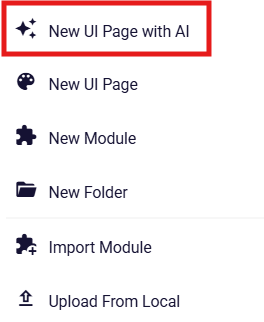 New UI Page with AI
New UI Page
New Module
New Folder
Import Module
Upload From Local